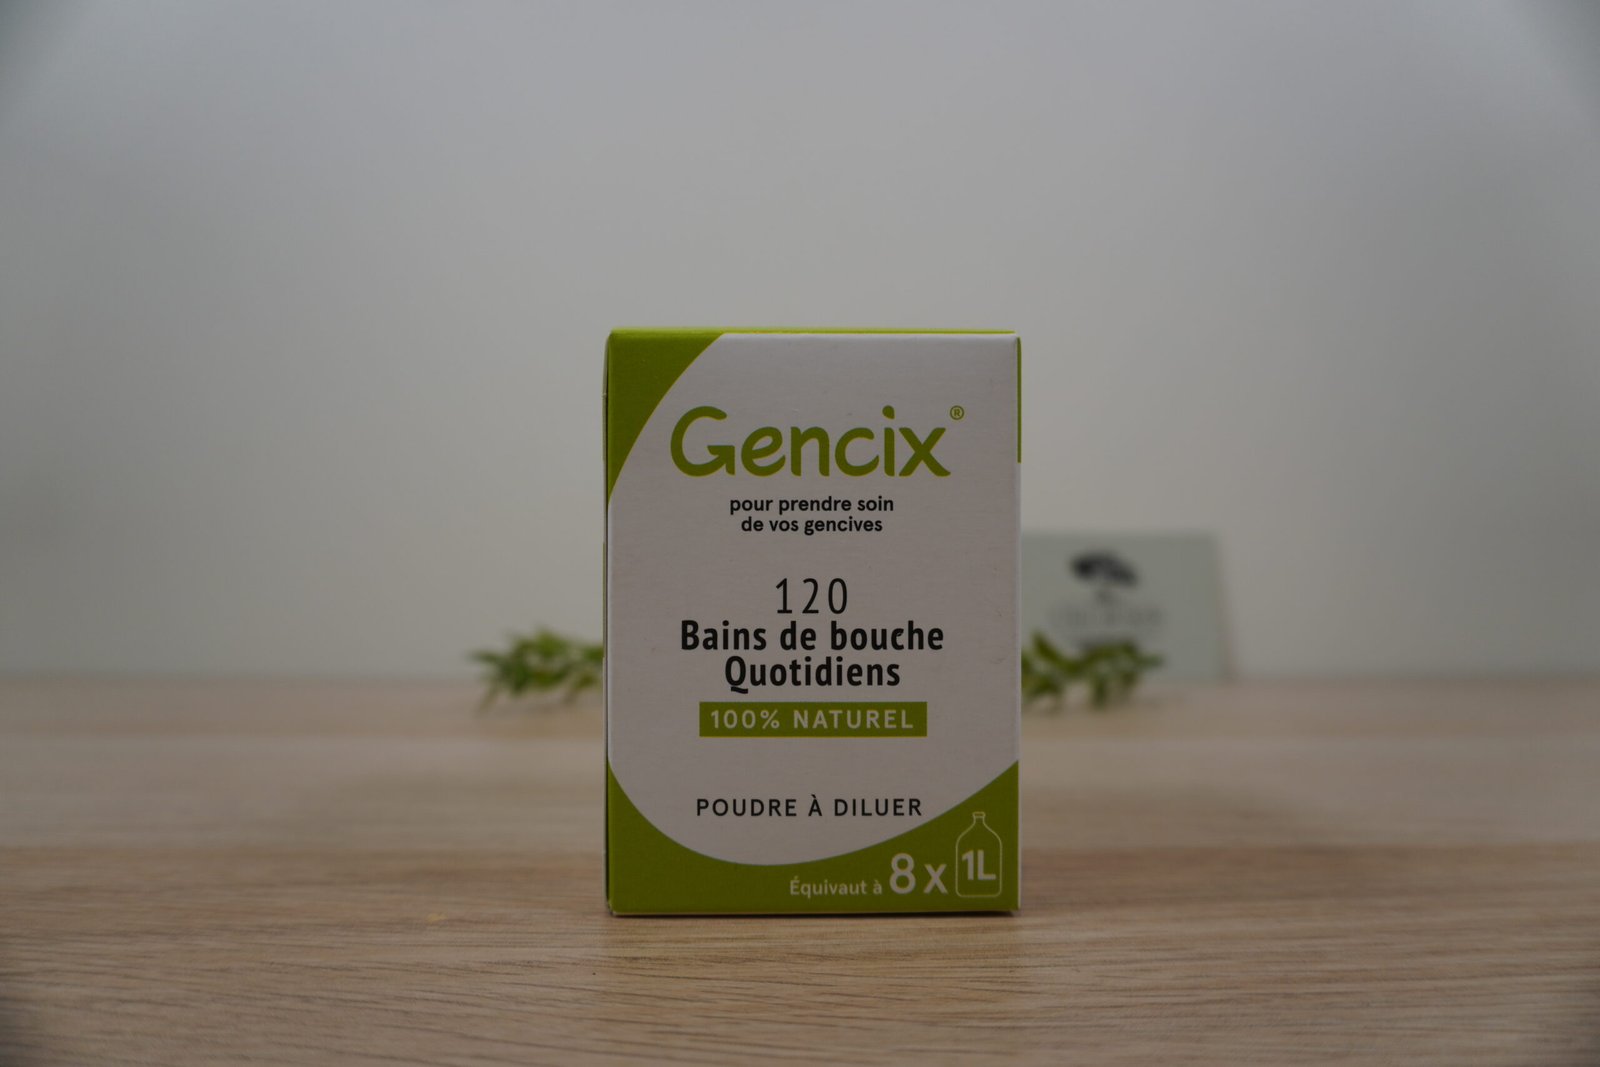 Gencix®
pour prendre soin
de vos gencives
120
Bains de bouche
Quotidiens
100% NATUREL
POUDRE À DILUER
Équivaut à 8 x 1L